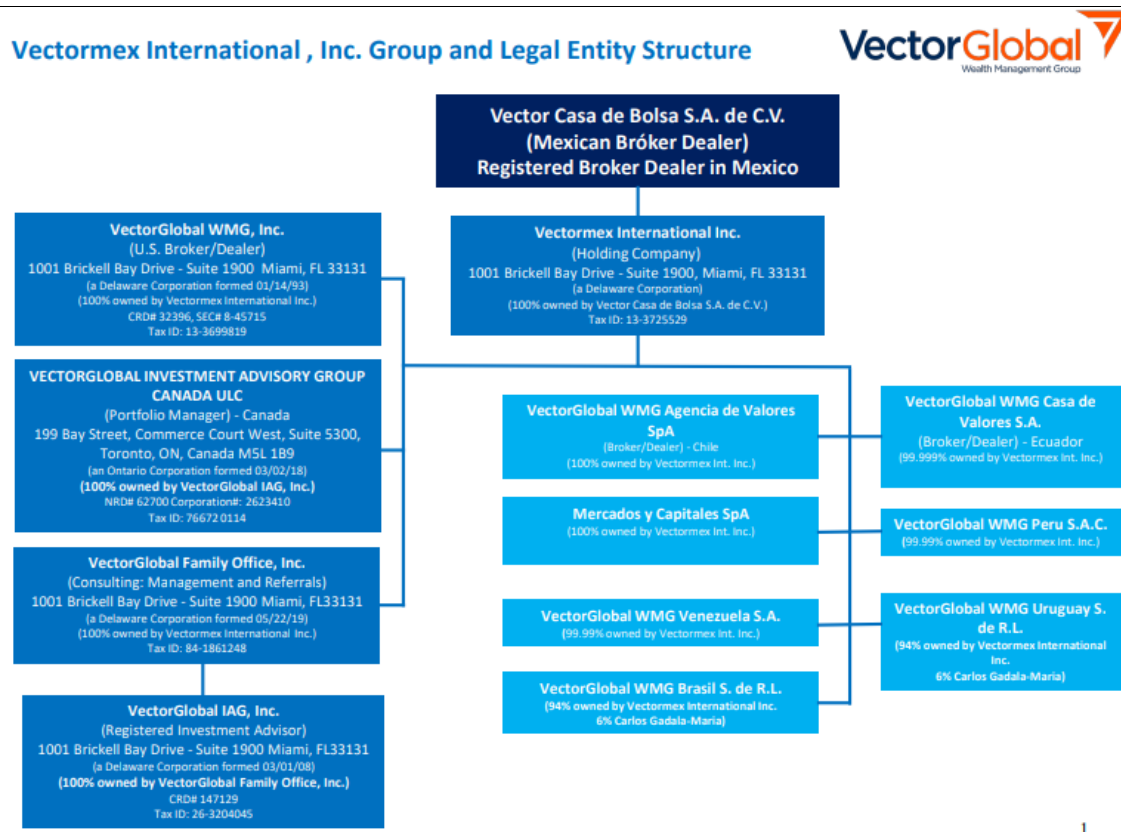 Vectormex International , Inc. Group and Legal Entity Structure
VectorGlobal
Wealth Management Group
Vector Casa de Bolsa S.A. de C.V.
(Mexican Bróker Dealer)
Registered Broker Dealer in Mexico
VectorGlobal WMG, Inc.
(U.S. Broker/Dealer)
1001 Brickell Bay Drive - Suite 1900 Miami, FL 33131
(a Delaware Corporation formed 01/14/93)
(100% owned by Vectormex International Inc.)
CRD# 32396, SEC# 8-45715
Tax ID: 13-3699819
Vectormex International Inc.
(Holding Company)
1001 Brickell Bay Drive - Suite 1900, Miami, FL 33131
(a Delaware Corporation)
(100% owned by Vector Casa de Bolsa S.A. de C.V.)
Tax ID: 13-3725529
VECTORGLOBAL INVESTMENT ADVISORY GROUP
CANADA ULC
(Portfolio Manager) - Canada
199 Bay Street, Commerce Court West, Suite 5300,
Toronto, ON, Canada M5L 1B9
(an Ontario Corporation formed 03/02/18)
(100% owned by VectorGlobal IAG, Inc.)
NRD# 62700 Corporation#: 2623410
Tax ID: 76672 0114
VectorGlobal Family Office, Inc.
(Consulting: Management and Referrals)
1001 Brickell Bay Drive - Suite 1900 Miami, FL33131
(a Delaware Corporation formed 05/22/19)
(100% owned by Vectormex International Inc.)
Tax ID: 84-1861248
VectorGlobal IAG, Inc.
(Registered Investment Advisor)
1001 Brickell Bay Drive - Suite 1900 Miami, FL33131
(a Delaware Corporation formed 03/01/08)
(100% owned by VectorGlobal Family Office, Inc.)
CRD# 147129
Tax ID: 26-3204045
VectorGlobal WMG Agencia de Valores
SpA
(Broker/Dealer) - Chile
(100% owned by Vectormex Int. Inc.)
VectorGlobal WMG Casa de
Valores S.A.
(Broker/Dealer) - Ecuador
(99.999% owned by Vectormex Int. Inc.)
Mercados y Capitales SpA
(100% owned by Vectormex Int. Inc.)
VectorGlobal WMG Peru S.A.C.
(99.99% owned by Vectormex Int. Inc.)
VectorGlobal WMG Venezuela S.A.
(99.99% owned by Vectormex Int. Inc.)
VectorGlobal WMG Uruguay S.
de R.L.
(94% owned by Vectormex International
Inc.
6% Carlos Gadala-Maria)
VectorGlobal WMG Brasil S. de R.L.
(94% owned by Vectormex International Inc.
6% Carlos Gadala-Maria)
1